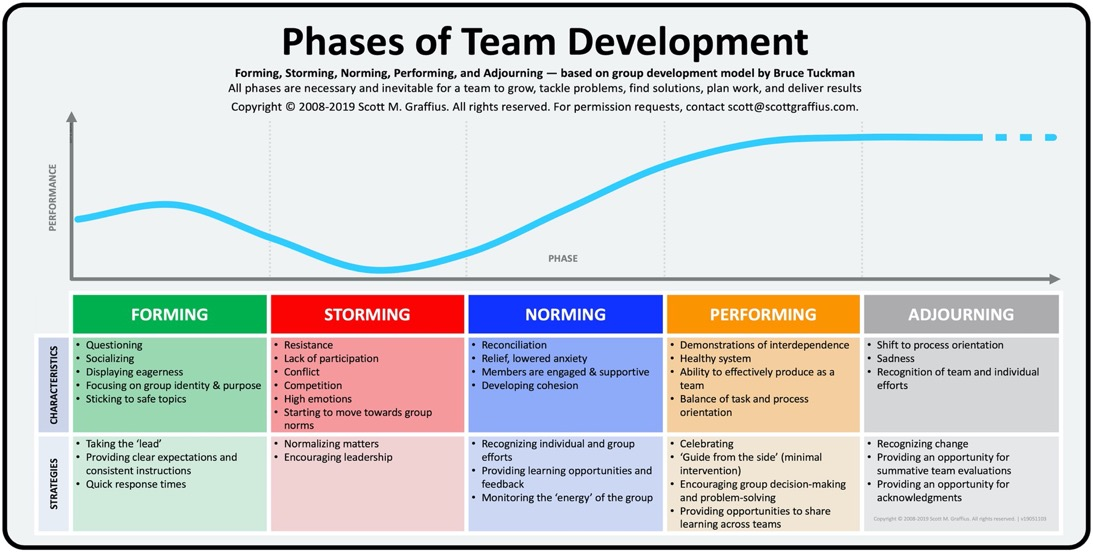 Phases of Team Development
Forming, Storming, Norming, Performing, and Adjourning — based on group development model by Bruce Tuckman
All phases are necessary and inevitable for a team to grow, tackle problems, find solutions, plan work, and deliver results
Copyright © 2008-2019 Scott M. Graffius. All rights reserved. For permission requests, contact scott@scottgraffius.com.
PERFORMANCE
PHASE
FORMING
STORMING
NORMING
PERFORMING
ADJOURNING
CHARACTERISTICS
• Questioning
• Socializing
• Displaying eagerness
• Focusing on group identity & purpose
• Sticking to safe topics
• Resistance
• Lack of participation
• Conflict
• Competition
• High emotions
• Starting to move towards group
norms
• Reconciliation
• Relief, lowered anxiety
• Members are engaged & supportive
• Developing cohesion
• Demonstrations of interdependence
• Healthy system
• Ability to effectively produce as a
team
• Balance of task and process
orientation
• Shift to process orientation
• Sadness
• Recognition of team and individual
efforts
STRATEGIES
• Taking the ‘lead’
• Providing clear expectations and
consistent instructions
• Quick response times
• Normalizing matters
• Encouraging leadership
• Recognizing individual and group
efforts
• Providing learning opportunities and
feedback
• Monitoring the ‘energy’ of the group
• Celebrating
• ‘Guide from the side’ (minimal
intervention)
• Encouraging group decision-making
and problem-solving
• Providing opportunities to share
learning across teams
• Recognizing change
• Providing an opportunity for
summative team evaluations
• Providing an opportunity for
acknowledgments
Copyright © 2008-2019 Scott M. Graffius. All rights reserved.